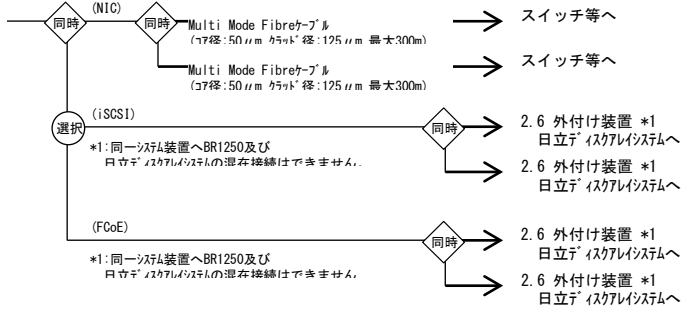 (NIC)
同時
同時
Multi Mode Fibreｹｰﾌﾞﾙ
(ｺｱ径:50μm ｸﾗｯﾄﾞ径:125μm 最大300m)
スイッチ等へ
Multi Mode Fibreｹｰﾌﾞﾙ
(ｺｱ径:50μm ｸﾗｯﾄﾞ径:125μm 最大300m)
スイッチ等へ
選択
(iSCSI)
同時
*1:同一ｼｽﾃﾑ装置へBR1250及び
日立ﾃﾞｨｽｸｱﾚｲｼｽﾃﾑの混在接続はできません。
2.6 外付け装置 *1
日立ﾃﾞｨｽｸｱﾚｲｼｽﾃﾑへ
2.6 外付け装置 *1
日立ﾃﾞｨｽｸｱﾚｲｼｽﾃﾑへ
(FCoE)
同時
*1:同一ｼｽﾃﾑ装置へBR1250及び
日立ﾃﾞｨｽｸｱﾚｲｼｽﾃﾑの混在接続はできません。
2.6 外付け装置 *1
日立ﾃﾞｨｽｸｱﾚｲｼｽﾃﾑへ
2.6 外付け装置 *1
日立ﾃﾞｨｽｸｱﾚｲｼｽﾃﾑへ